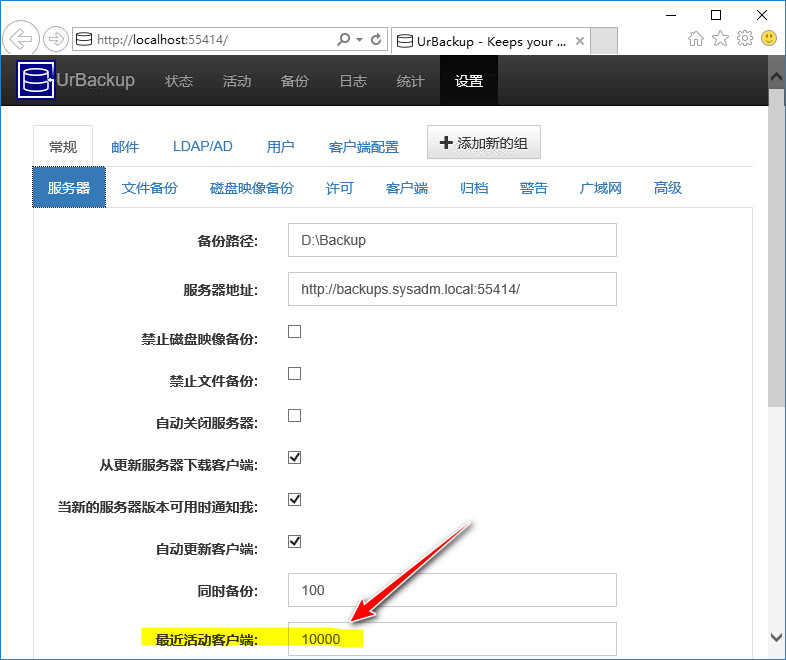 http://localhost:55414/
UrBackup - Keeps your ...
UrBackup 状态 活动 备份 日志 统计 设置
常规 邮件 LDAP/AD 用户 客户端配置 添加新的组
服务器 文件备份 磁盘映像备份 许可 客户端 归档 警告 广域网 高级
备份路径: D:\Backup
服务器地址: http://backups.sysadm.local:55414/
禁止磁盘映像备份:
禁止文件备份:
自动关闭服务器:
从更新服务器下载客户端:
当新的服务器版本可用时通知我:
自动更新客户端:
同时备份: 100
最近活动客户端: 10000